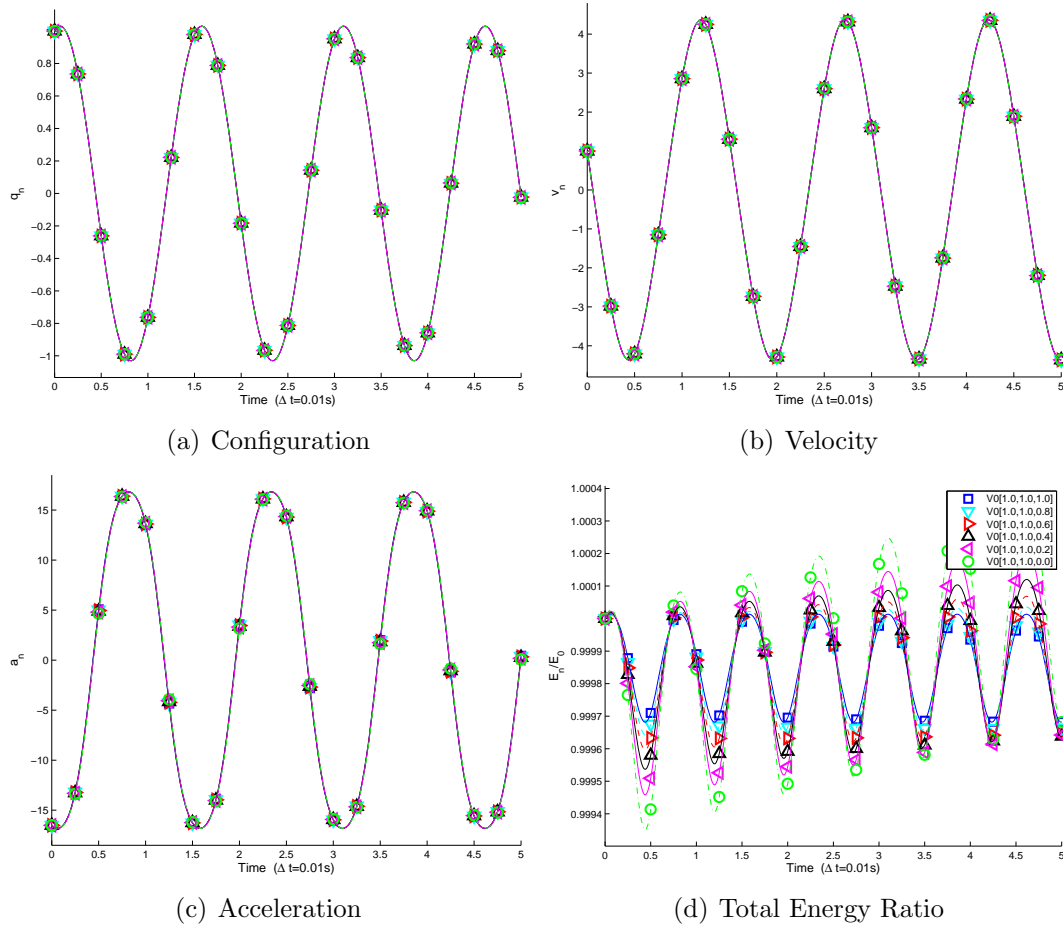 0.8
0.6
0.4
0.2
0
−0.2
−0.4
−0.6
−0.8
−1
q_n
0 0.5 1 1.5 2 2.5 3 3.5 4 4.5 5
Time (Δ t=0.01s)
(a) Configuration
4
3
2
1
0
−1
−2
−3
−4
v_n
0 0.5 1 1.5 2 2.5 3 3.5 4 4.5 5
Time (Δ t=0.01s)
(b) Velocity
15
10
5
0
−5
−10
−15
a_n
0 0.5 1 1.5 2 2.5 3 3.5 4 4.5 5
Time (Δ t=0.01s)
(c) Acceleration
1.0004
1.0003
1.0002
1.0001
1
0.9999
0.9998
0.9997
0.9996
0.9995
0.9994
E_n/E_0
V0[1.0,1.0,1.0]
V0[1.0,1.0,0.8]
V0[1.0,1.0,0.6]
V0[1.0,1.0,0.4]
V0[1.0,1.0,0.2]
V0[1.0,1.0,0.0]
0 0.5 1 1.5 2 2.5 3 3.5 4 4.5 5
Time (Δ t=0.01s)
(d) Total Energy Ratio